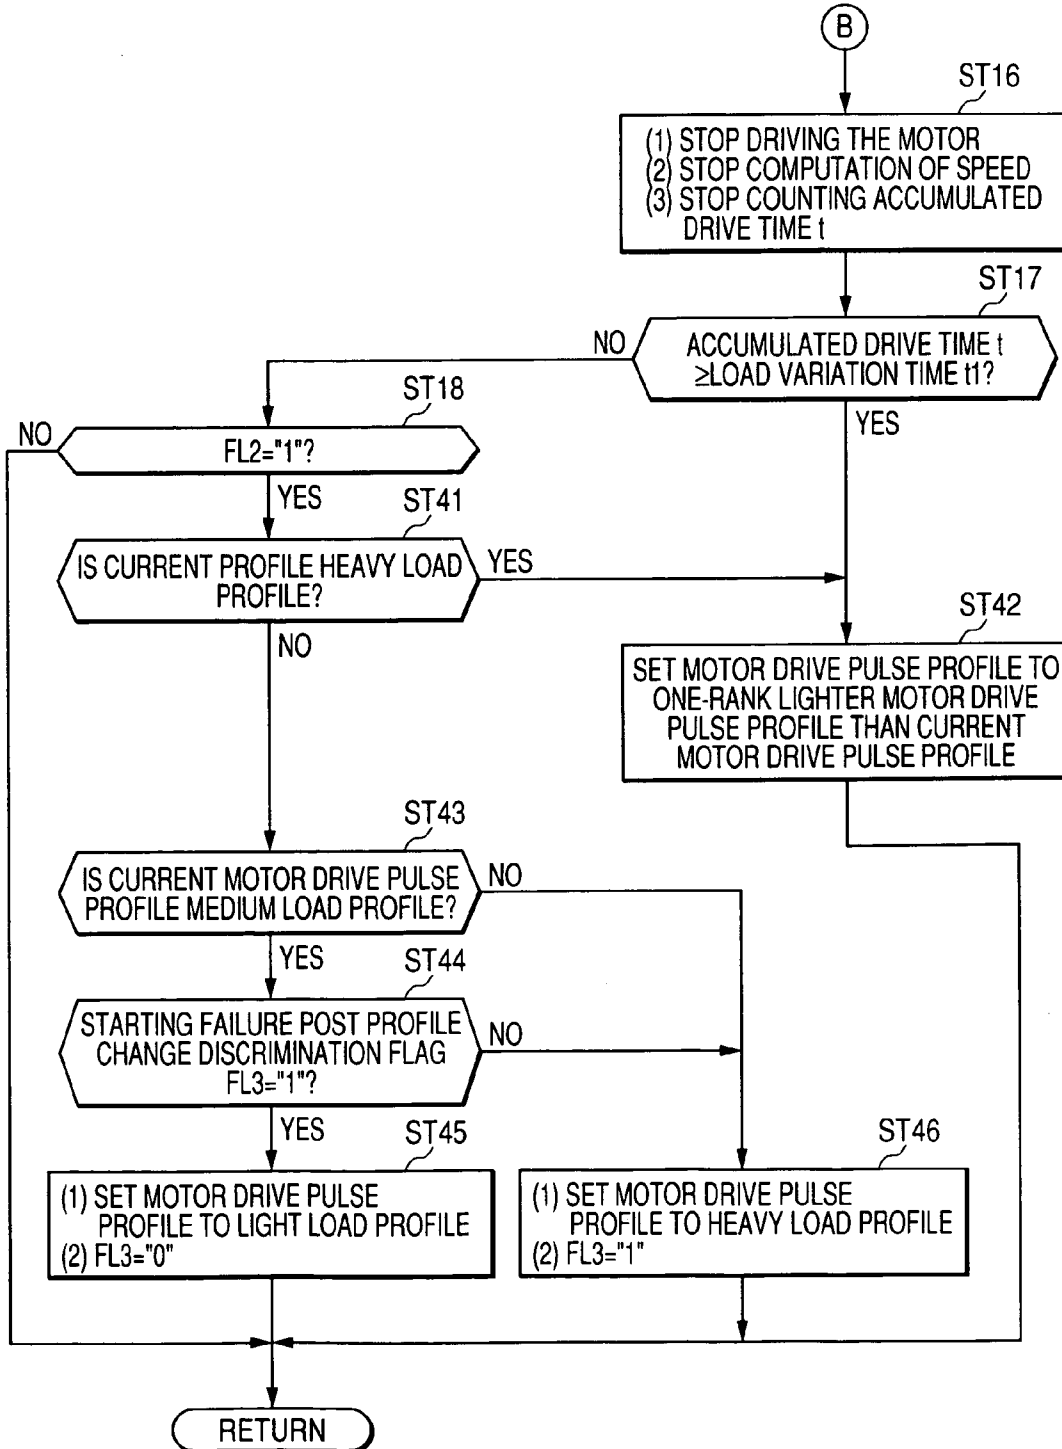 B
ST16
(1) STOP DRIVING THE MOTOR
(2) STOP COMPUTATION OF SPEED
(3) STOP COUNTING ACCUMULATED
DRIVE TIME t
ST17
NO
ACCUMULATED DRIVE TIME t
≥LOAD VARIATION TIME t1?
YES
ST18
NO
FL2="1"?
YES
ST41
IS CURRENT PROFILE HEAVY LOAD
PROFILE?
YES
NO
ST42
SET MOTOR DRIVE PULSE PROFILE TO
ONE-RANK LIGHTER MOTOR DRIVE
PULSE PROFILE THAN CURRENT
MOTOR DRIVE PULSE PROFILE
ST43
IS CURRENT MOTOR DRIVE PULSE
PROFILE MEDIUM LOAD PROFILE?
NO
YES
ST44
STARTING FAILURE POST PROFILE
CHANGE DISCRIMINATION FLAG
FL3="1"?
NO
YES
ST45
(1) SET MOTOR DRIVE PULSE
PROFILE TO LIGHT LOAD PROFILE
(2) FL3="0"
ST46
(1) SET MOTOR DRIVE PULSE
PROFILE TO HEAVY LOAD PROFILE
(2) FL3="1"
RETURN